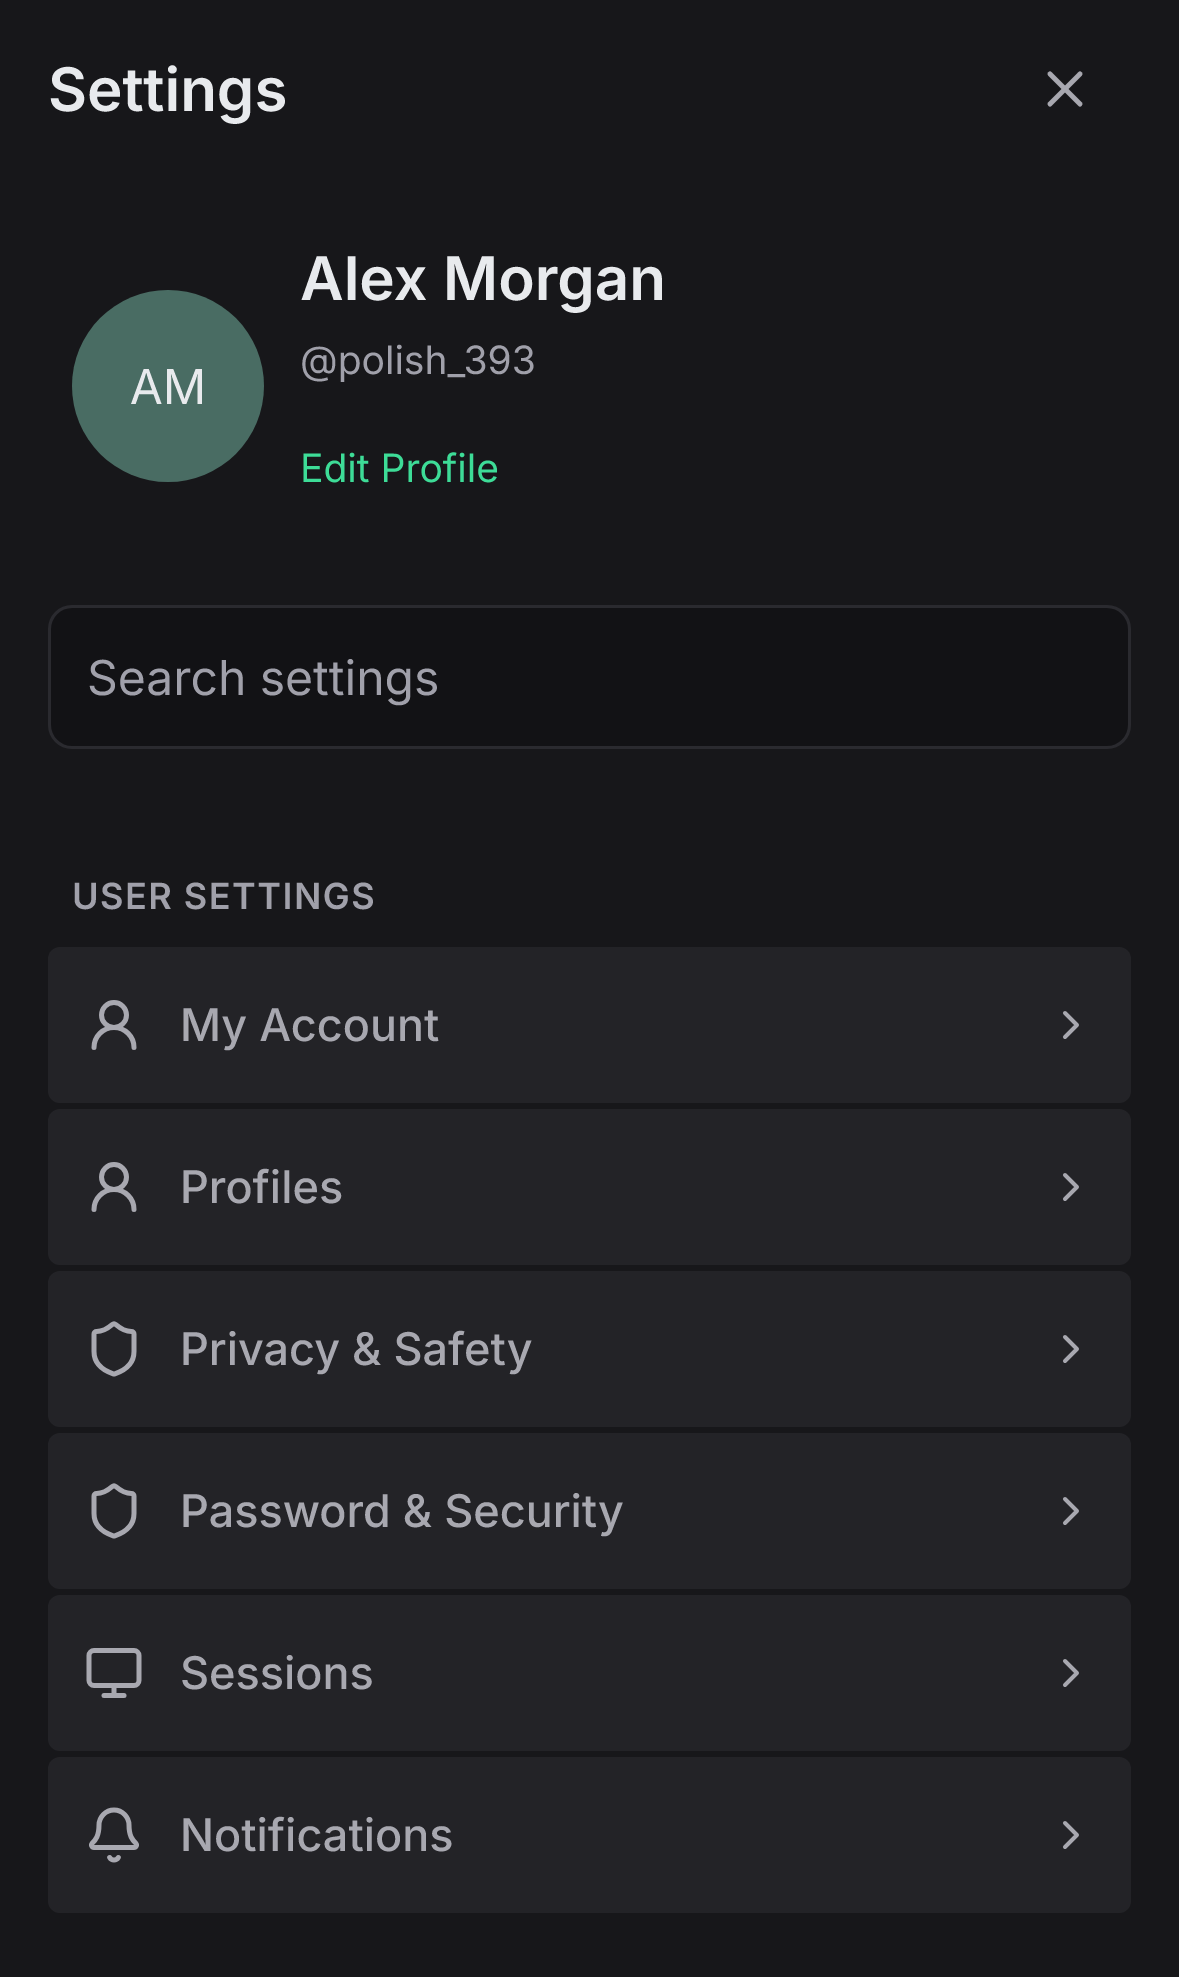 Settings
Alex Morgan
@polish_393
AM
Edit Profile
Search settings
USER SETTINGS
My Account
Profiles
Privacy & Safety
Password & Security
Sessions
Notifications